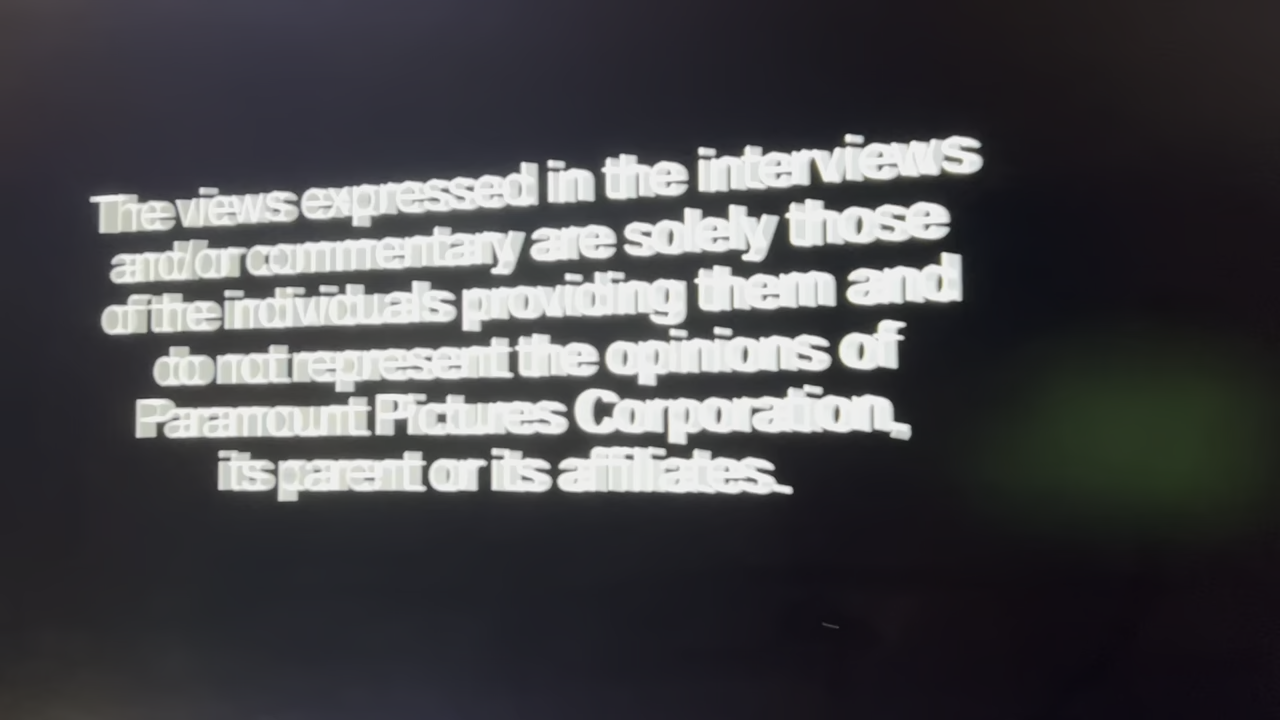 The views expressed in the interviews
and/or commentary are solely those
of the individuals providing them and
do not represent the opinions of
Paramount Pictures Corporation,
its parent or its affiliates.